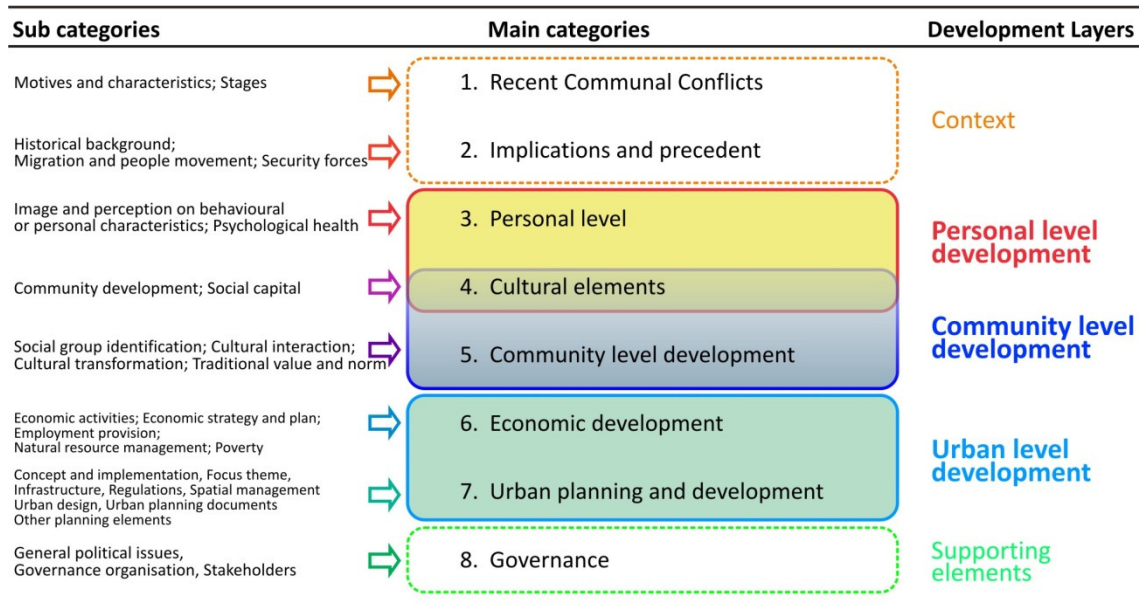 Sub categories
Main categories
Development Layers
Motives and characteristics; Stages
1. Recent Communal Conflicts
Context
Historical background;
Migration and people movement; Security forces
2. Implications and precedent
Image and perception on behavioural
or personal characteristics; Psychological health
3. Personal level
Personal level
development
Community development; Social capital
4. Cultural elements
Community level
development
Social group identification; Cultural interaction;
Cultural transformation; Traditional value and norm
5. Community level development
Economic activities; Economic strategy and plan;
Employment provision;
Natural resource management; Poverty
6. Economic development
Urban level
development
Concept and implementation, Focus theme,
Infrastructure, Regulations, Spatial management
Urban design, Urban planning documents
Other planning elements
7. Urban planning and development
General political issues,
Governance organisation, Stakeholders
8. Governance
Supporting
elements